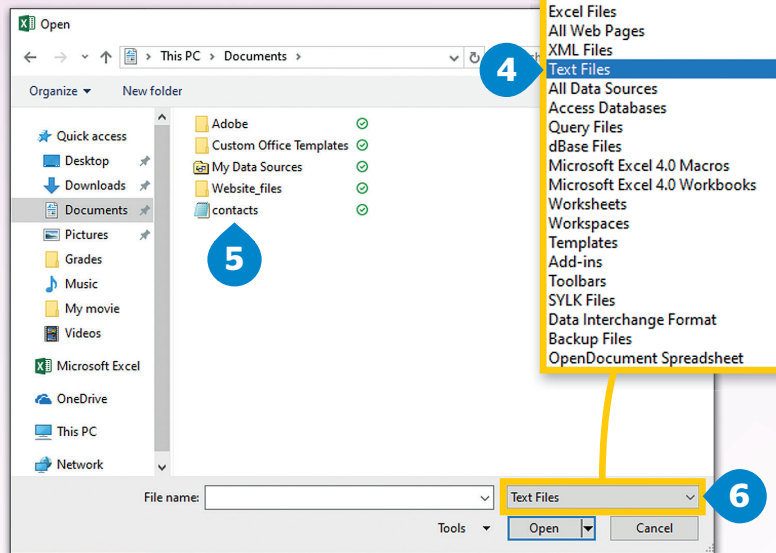 Open
This PC > Documents >
Organize
New folder
Quick access
Desktop
Downloads
Documents
Pictures
Grades
Music
My movie
Videos
Microsoft Excel
OneDrive
This PC
Network
Adobe
Custom Office Templates
My Data Sources
Website_files
contacts
5
4
Excel Files
All Web Pages
XML Files
Text Files
All Data Sources
Access Databases
Query Files
dBase Files
Microsoft Excel 4.0 Macros
Microsoft Excel 4.0 Workbooks
Worksheets
Workspaces
Templates
Add-ins
Toolbars
SYLK Files
Data Interchange Format
Backup Files
OpenDocument Spreadsheet
File name:
Text Files
6
Tools
Open
Cancel